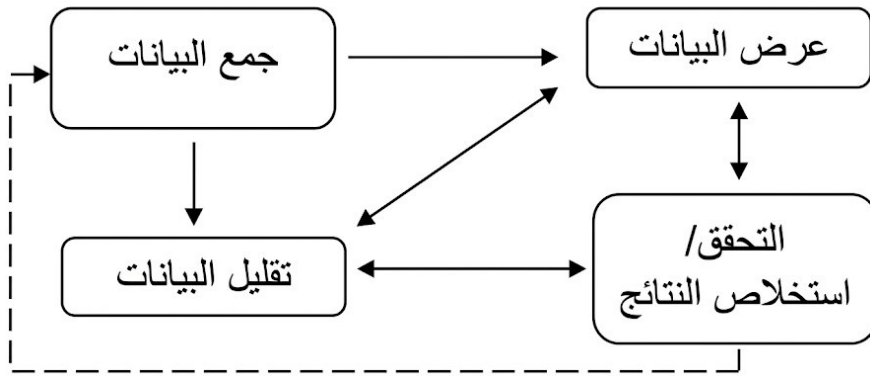 جمع البيانات
عرض البيانات
تقليل البيانات
التحقق/
استخلاص النتائج